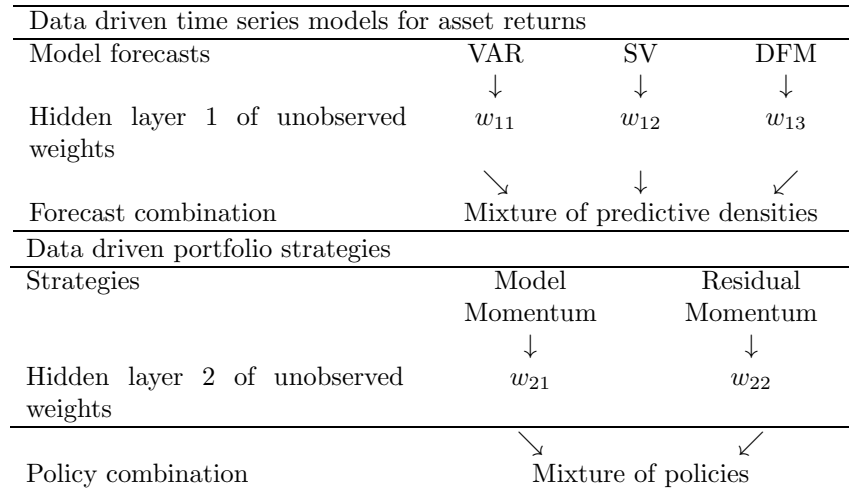 Data driven time series models for asset returns
Model forecasts VAR SV DFM
↓ ↓ ↓
Hidden layer 1 of unobserved w₁₁ w₁₂ w₁₃
weights
↘ ↓ ↙
Forecast combination Mixture of predictive densities
Data driven portfolio strategies
Strategies Model Residual
Momentum Momentum
↓ ↓
Hidden layer 2 of unobserved w₂₁ w₂₂
weights
↘ ↙
Policy combination Mixture of policies